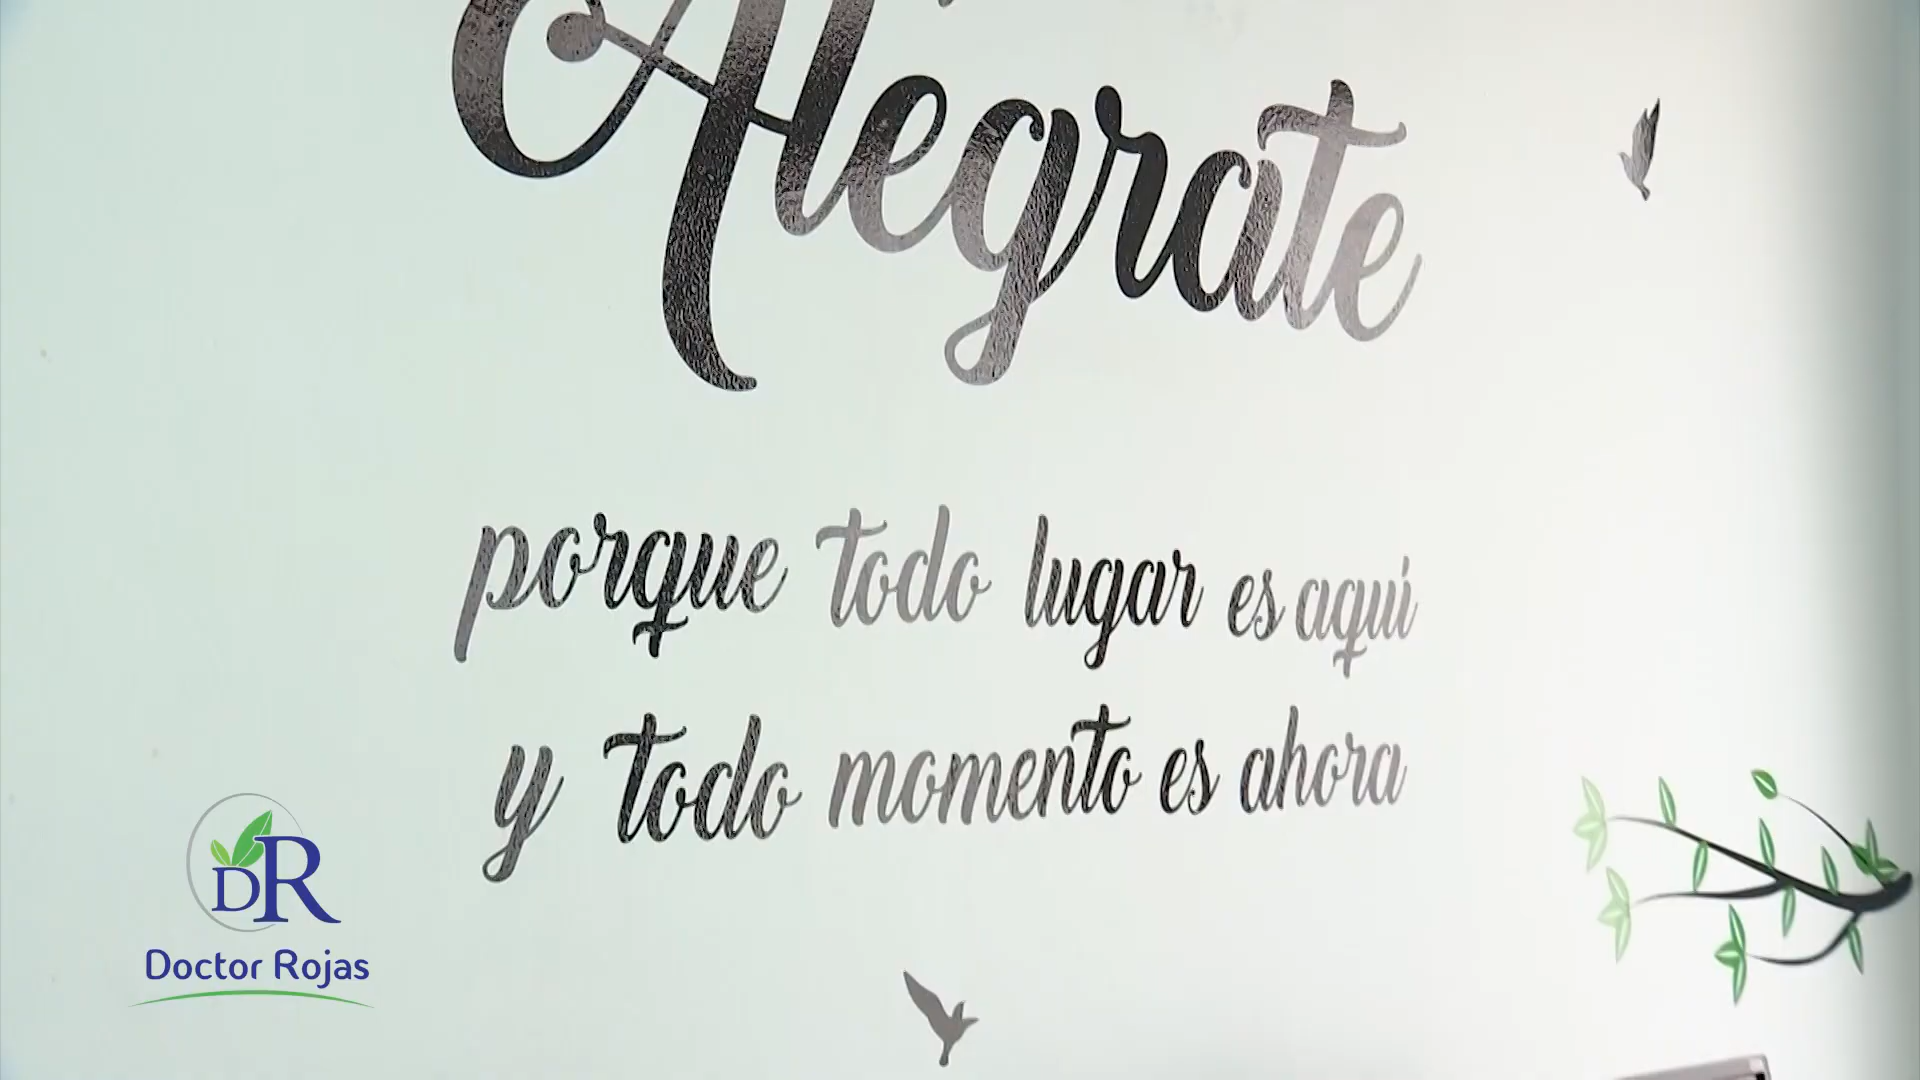 Alégrate
porque todo lugar es aquí
y todo momento es ahora
DR
Doctor Rojas